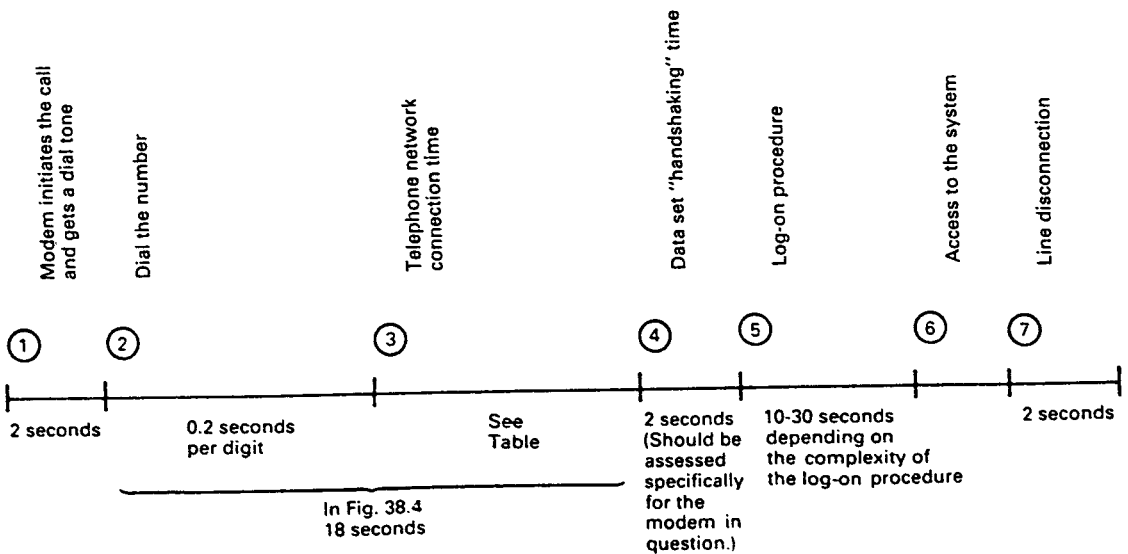 Modem initiates the call
and gets a dial tone
Dial the number
Telephone network
connection time
Data set "handshaking" time
Log-on procedure
Access to the system
Line disconnection
1
2
3
4
5
6
7
2 seconds
0.2 seconds
per digit
See
Table
2 seconds
(Should be
assessed
specifically
for the
modem in
question.)
10-30 seconds
depending on
the complexity of
the log-on procedure
2 seconds
In Fig. 38.4
18 seconds